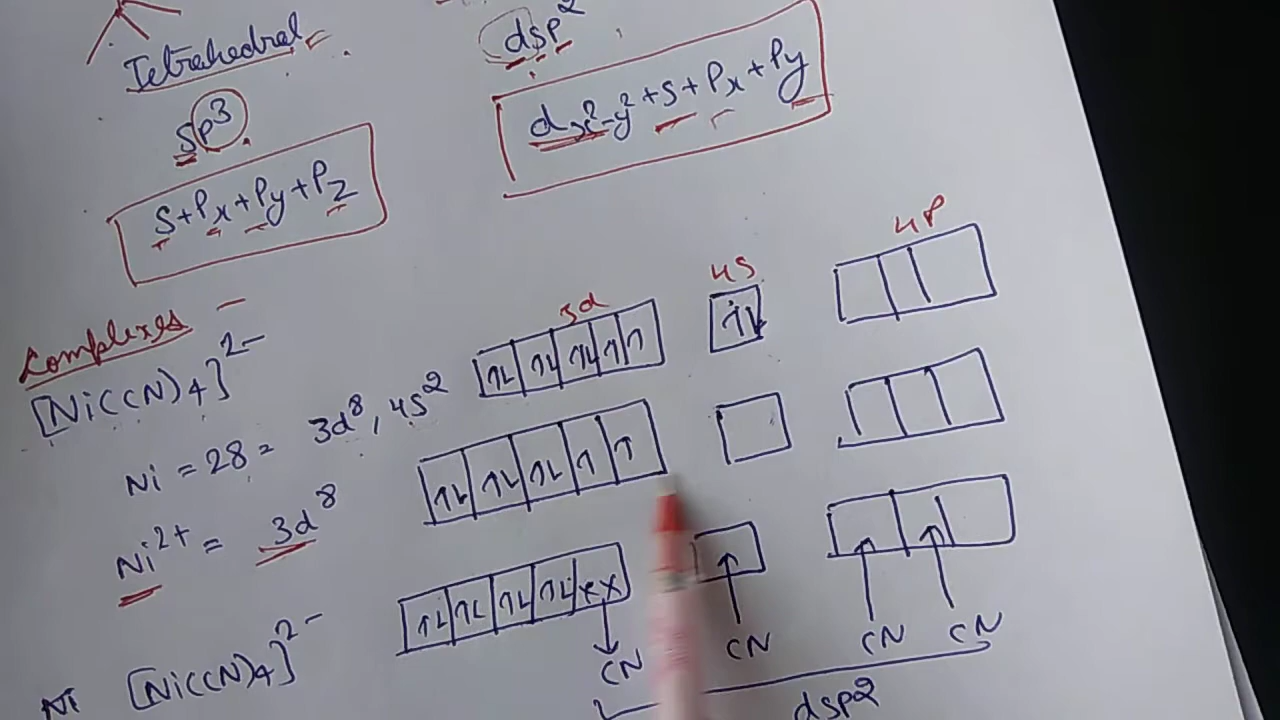 Tetrahedral
sp³
S+Px+Py+Pz
dsp²
dx²-y²+S+Px+Py
Complexes -
[Ni(CN)4]²⁻
Ni = 28 = 3d⁸, 4S²
3d 4S 4P
Ni²⁺ = 3d⁸
[Ni(CN)4]²⁻
xx
CN CN CN CN
dsp²